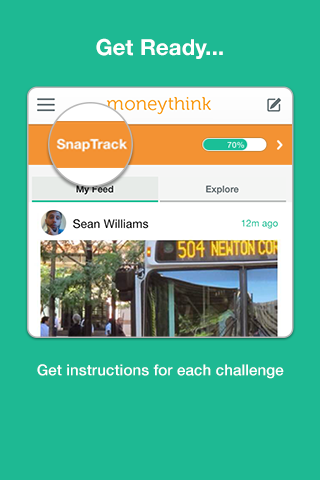 Get Ready...
moneythink
SnapTrack
70%
My Feed
Explore
Sean Williams
12m ago
504 NEWTON COR
Get instructions for each challenge